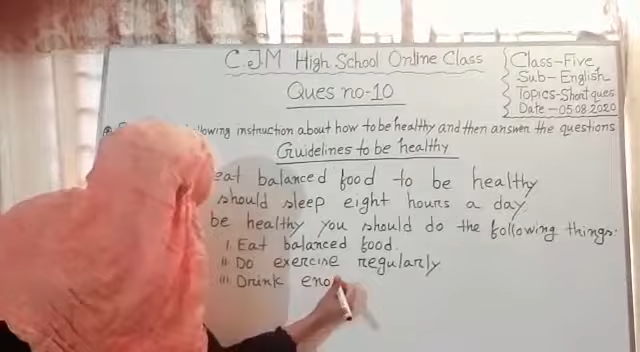 C.J.M High School Online Class
Class-Five
Sub-English
Topics-Short ques
Date-05.08.2020
Ques no-10
llowing instruction about how to be healthy and then answer the questions
Guidelines to be healthy
eat balanced food to be healthy
should sleep eight hours a day.
be healthy you should do the following things.
i. Eat balanced food.
ii. Do exercise regularly
iii. Drink eno